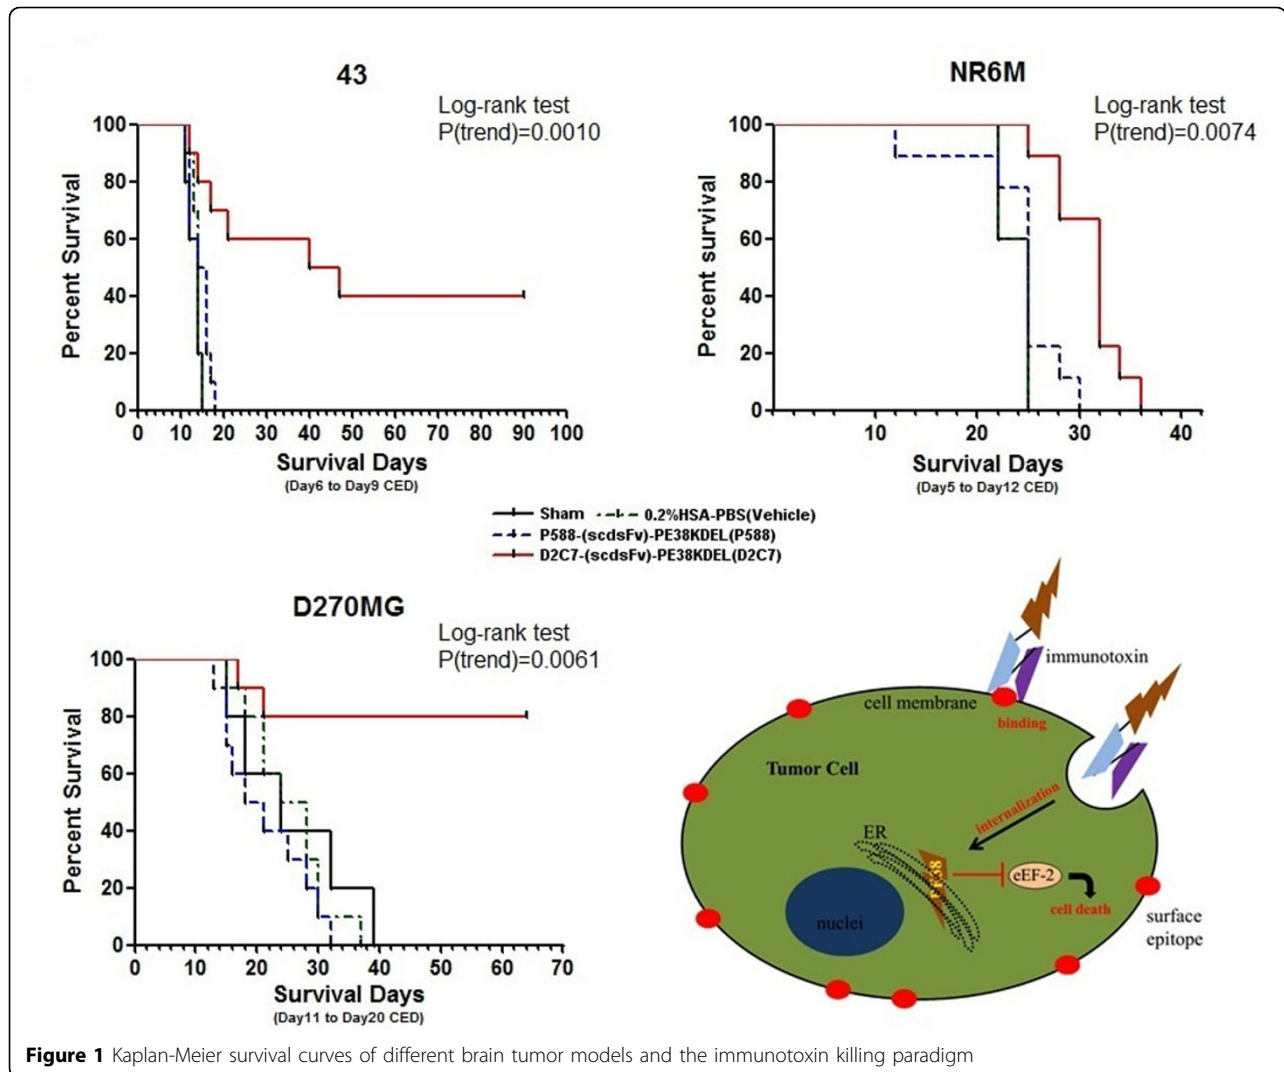 43
Log-rank test
P(trend)=0.0010
Percent Survival
100
80
60
40
20
0
0 10 20 30 40 50 60 70 80 90 100
Survival Days
(Day6 to Day9 CED)
NR6M
Log-rank test
P(trend)=0.0074
Percent survival
100
80
60
40
20
0
10 20 30 40
Survival Days
(Day5 to Day12 CED)
Sham 0.2%HSA-PBS(Vehicle)
P588-(scdsFv)-PE38KDEL(P588)
D2C7-(scdsFv)-PE38KDEL(D2C7)
D270MG
Log-rank test
P(trend)=0.0061
Percent Survival
100
80
60
40
20
0
0 10 20 30 40 50 60 70
Survival Days
(Day11 to Day20 CED)
immunotoxin
cell membrane
binding
Tumor Cell
internalization
ER
PE38
eEF-2
cell death
nuclei
surface
epitope
Figure 1 Kaplan-Meier survival curves of different brain tumor models and the immunotoxin killing paradigm